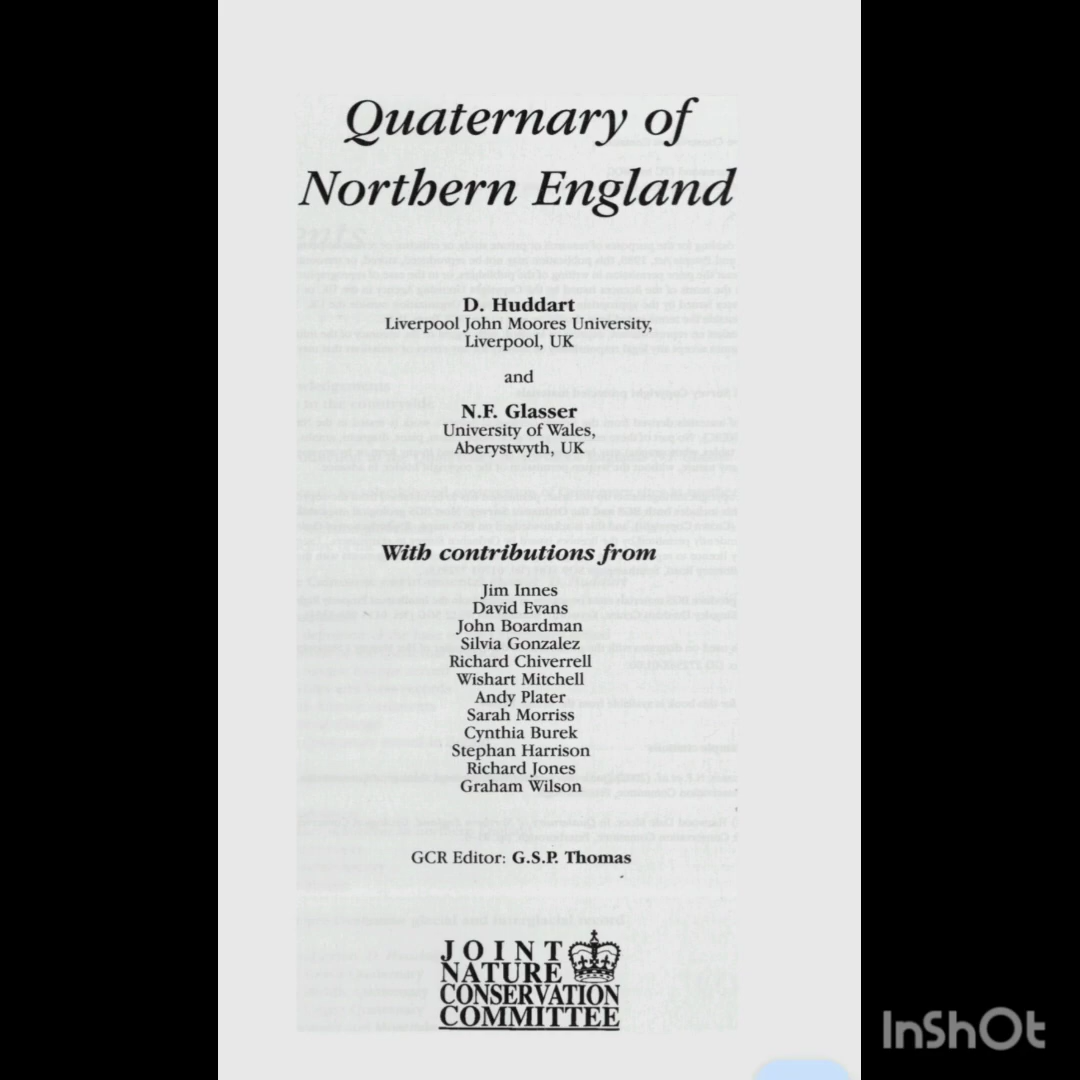 Quaternary of
Northern England
D. Huddart
Liverpool John Moores University,
Liverpool, UK
and
N.F. Glasser
University of Wales,
Aberystwyth, UK
With contributions from
Jim Innes
David Evans
John Boardman
Silvia Gonzalez
Richard Chiverrell
Wishart Mitchell
Andy Plater
Sarah Morriss
Cynthia Burek
Stephan Harrison
Richard Jones
Graham Wilson
GCR Editor: G.S.P. Thomas
JOINT
NATURE
CONSERVATION
COMMITTEE
InShOt